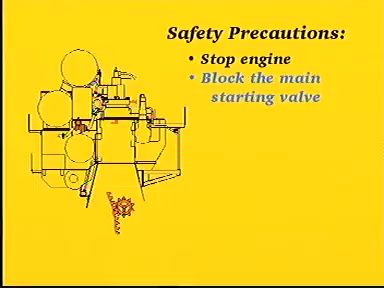 Safety Precautions:
• Stop engine
• Block the main
starting valve